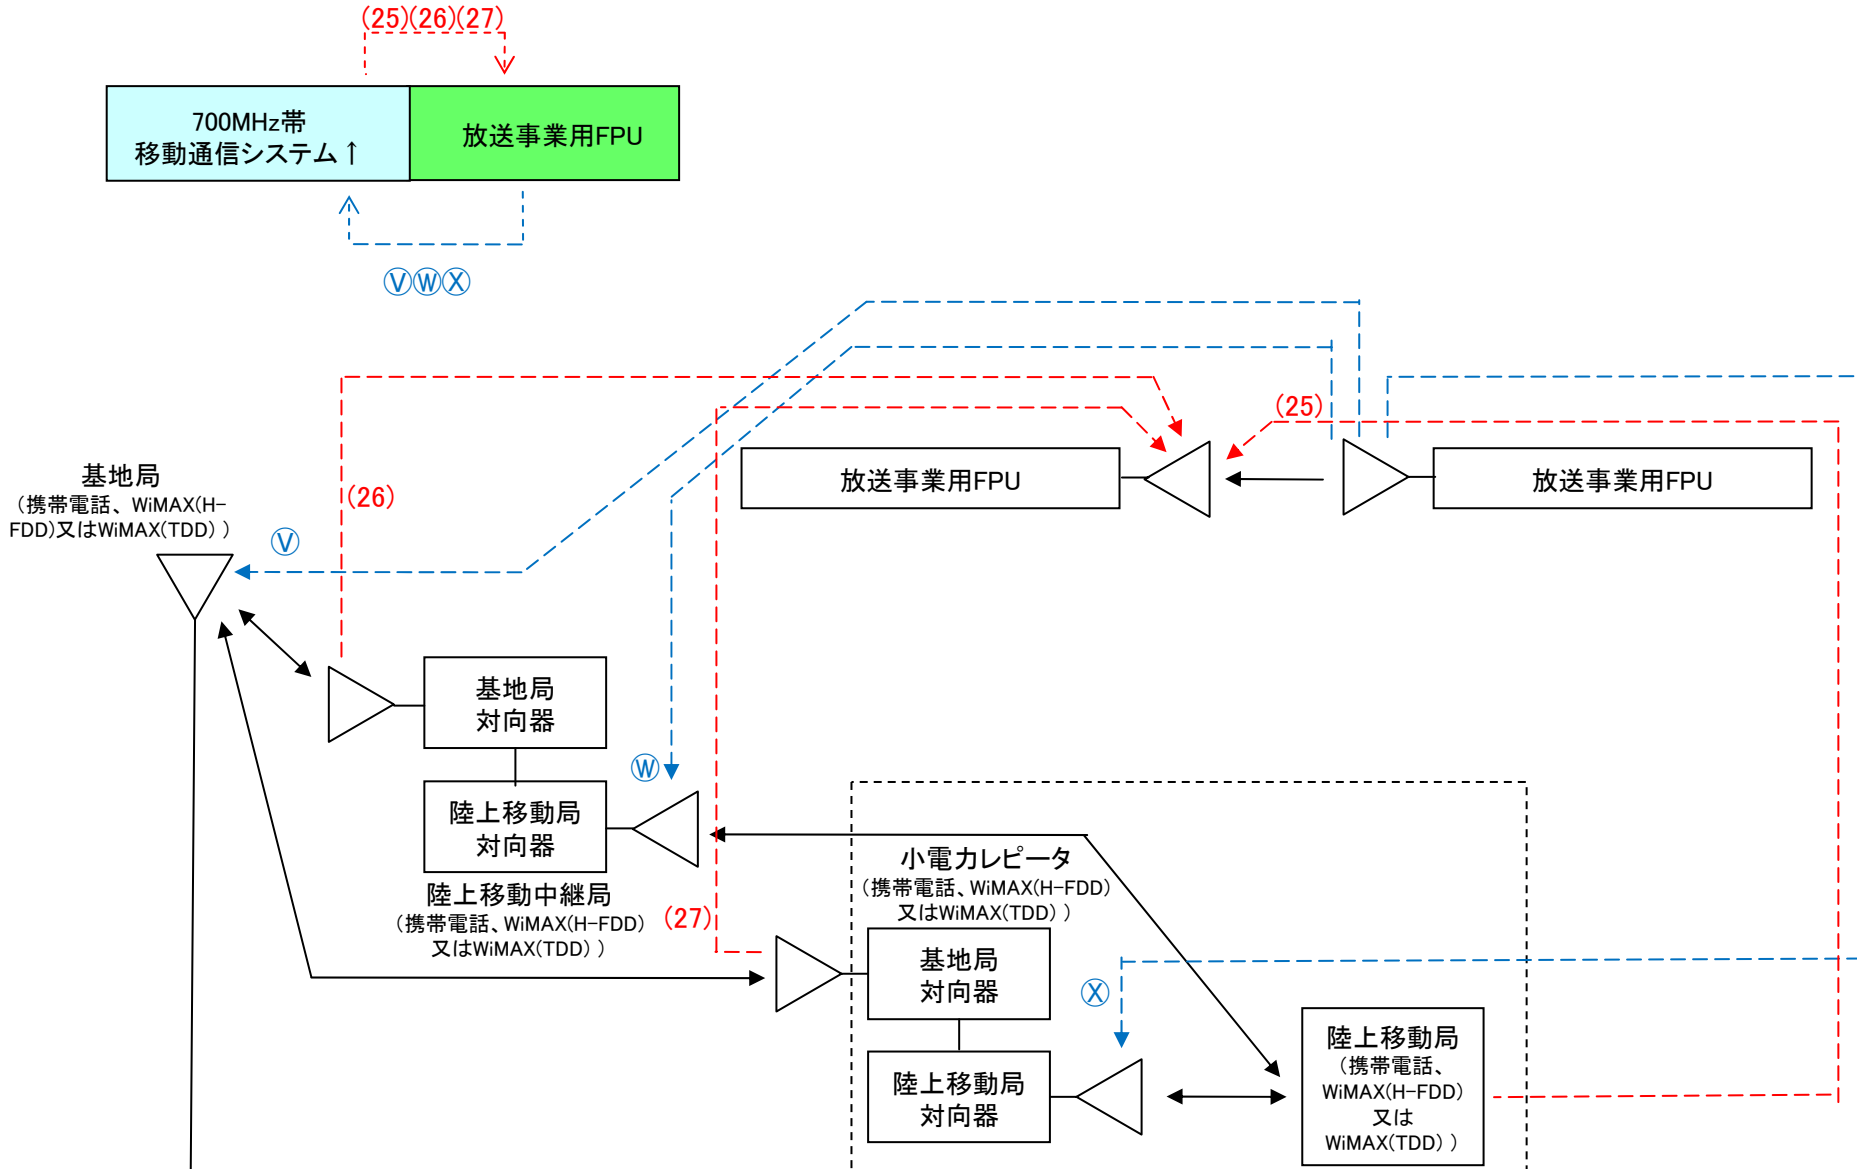 (25)(26)(27)
700MHz帯
移動通信システム↑
放送事業用FPU
ⓋⓌⓍ
(25)
放送事業用FPU
放送事業用FPU
基地局
（携帯電話、WiMAX(H-
FDD)又はWiMAX(TDD) ）
(26)
Ⓥ
基地局
対向器
Ⓦ
陸上移動局
対向器
陸上移動中継局
（携帯電話、WiMAX(H-FDD)
又はWiMAX(TDD) ）
(27)
小電力レピータ
（携帯電話、WiMAX(H-FDD)
又はWiMAX(TDD) ）
基地局
対向器
Ⓧ
陸上移動局
対向器
陸上移動局
（携帯電話、
WiMAX(H-FDD)
又は
WiMAX(TDD) ）